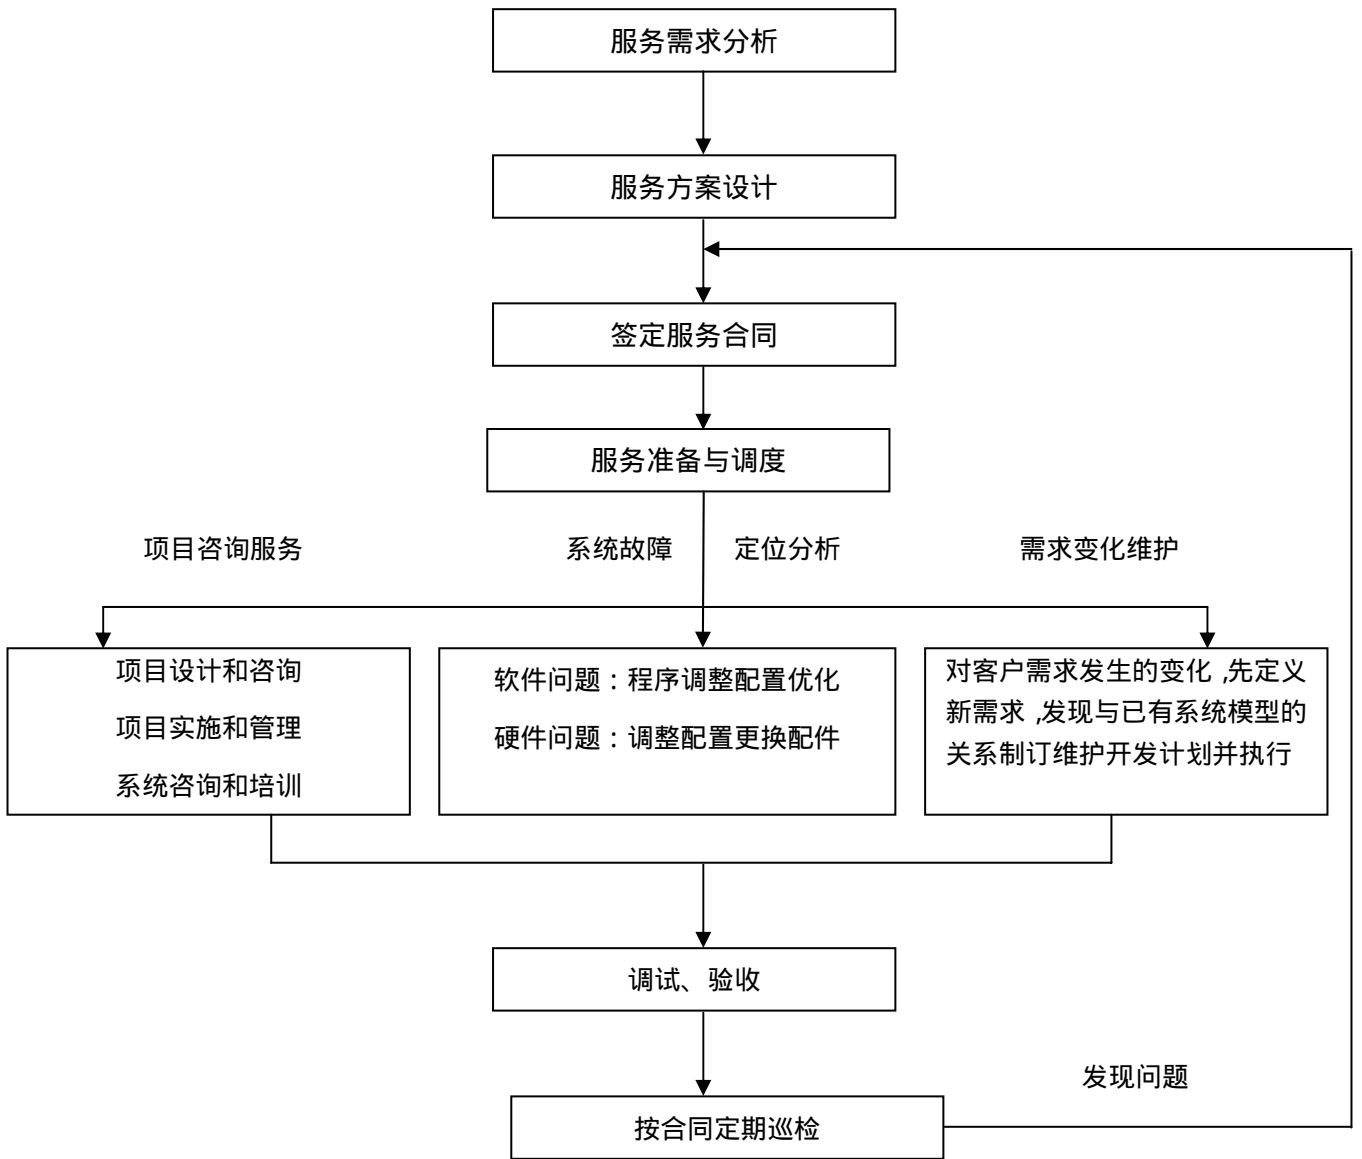 服务需求分析
服务方案设计
签定服务合同
服务准备与调度
项目咨询服务
系统故障
定位分析
需求变化维护
项目设计和咨询
项目实施和管理
系统咨询和培训
软件问题：程序调整配置优化
硬件问题：调整配置更换配件
对客户需求发生的变化,先定义
新需求,发现与已有系统模型的
关系制订维护开发计划并执行
调试、验收
发现问题
按合同定期巡检